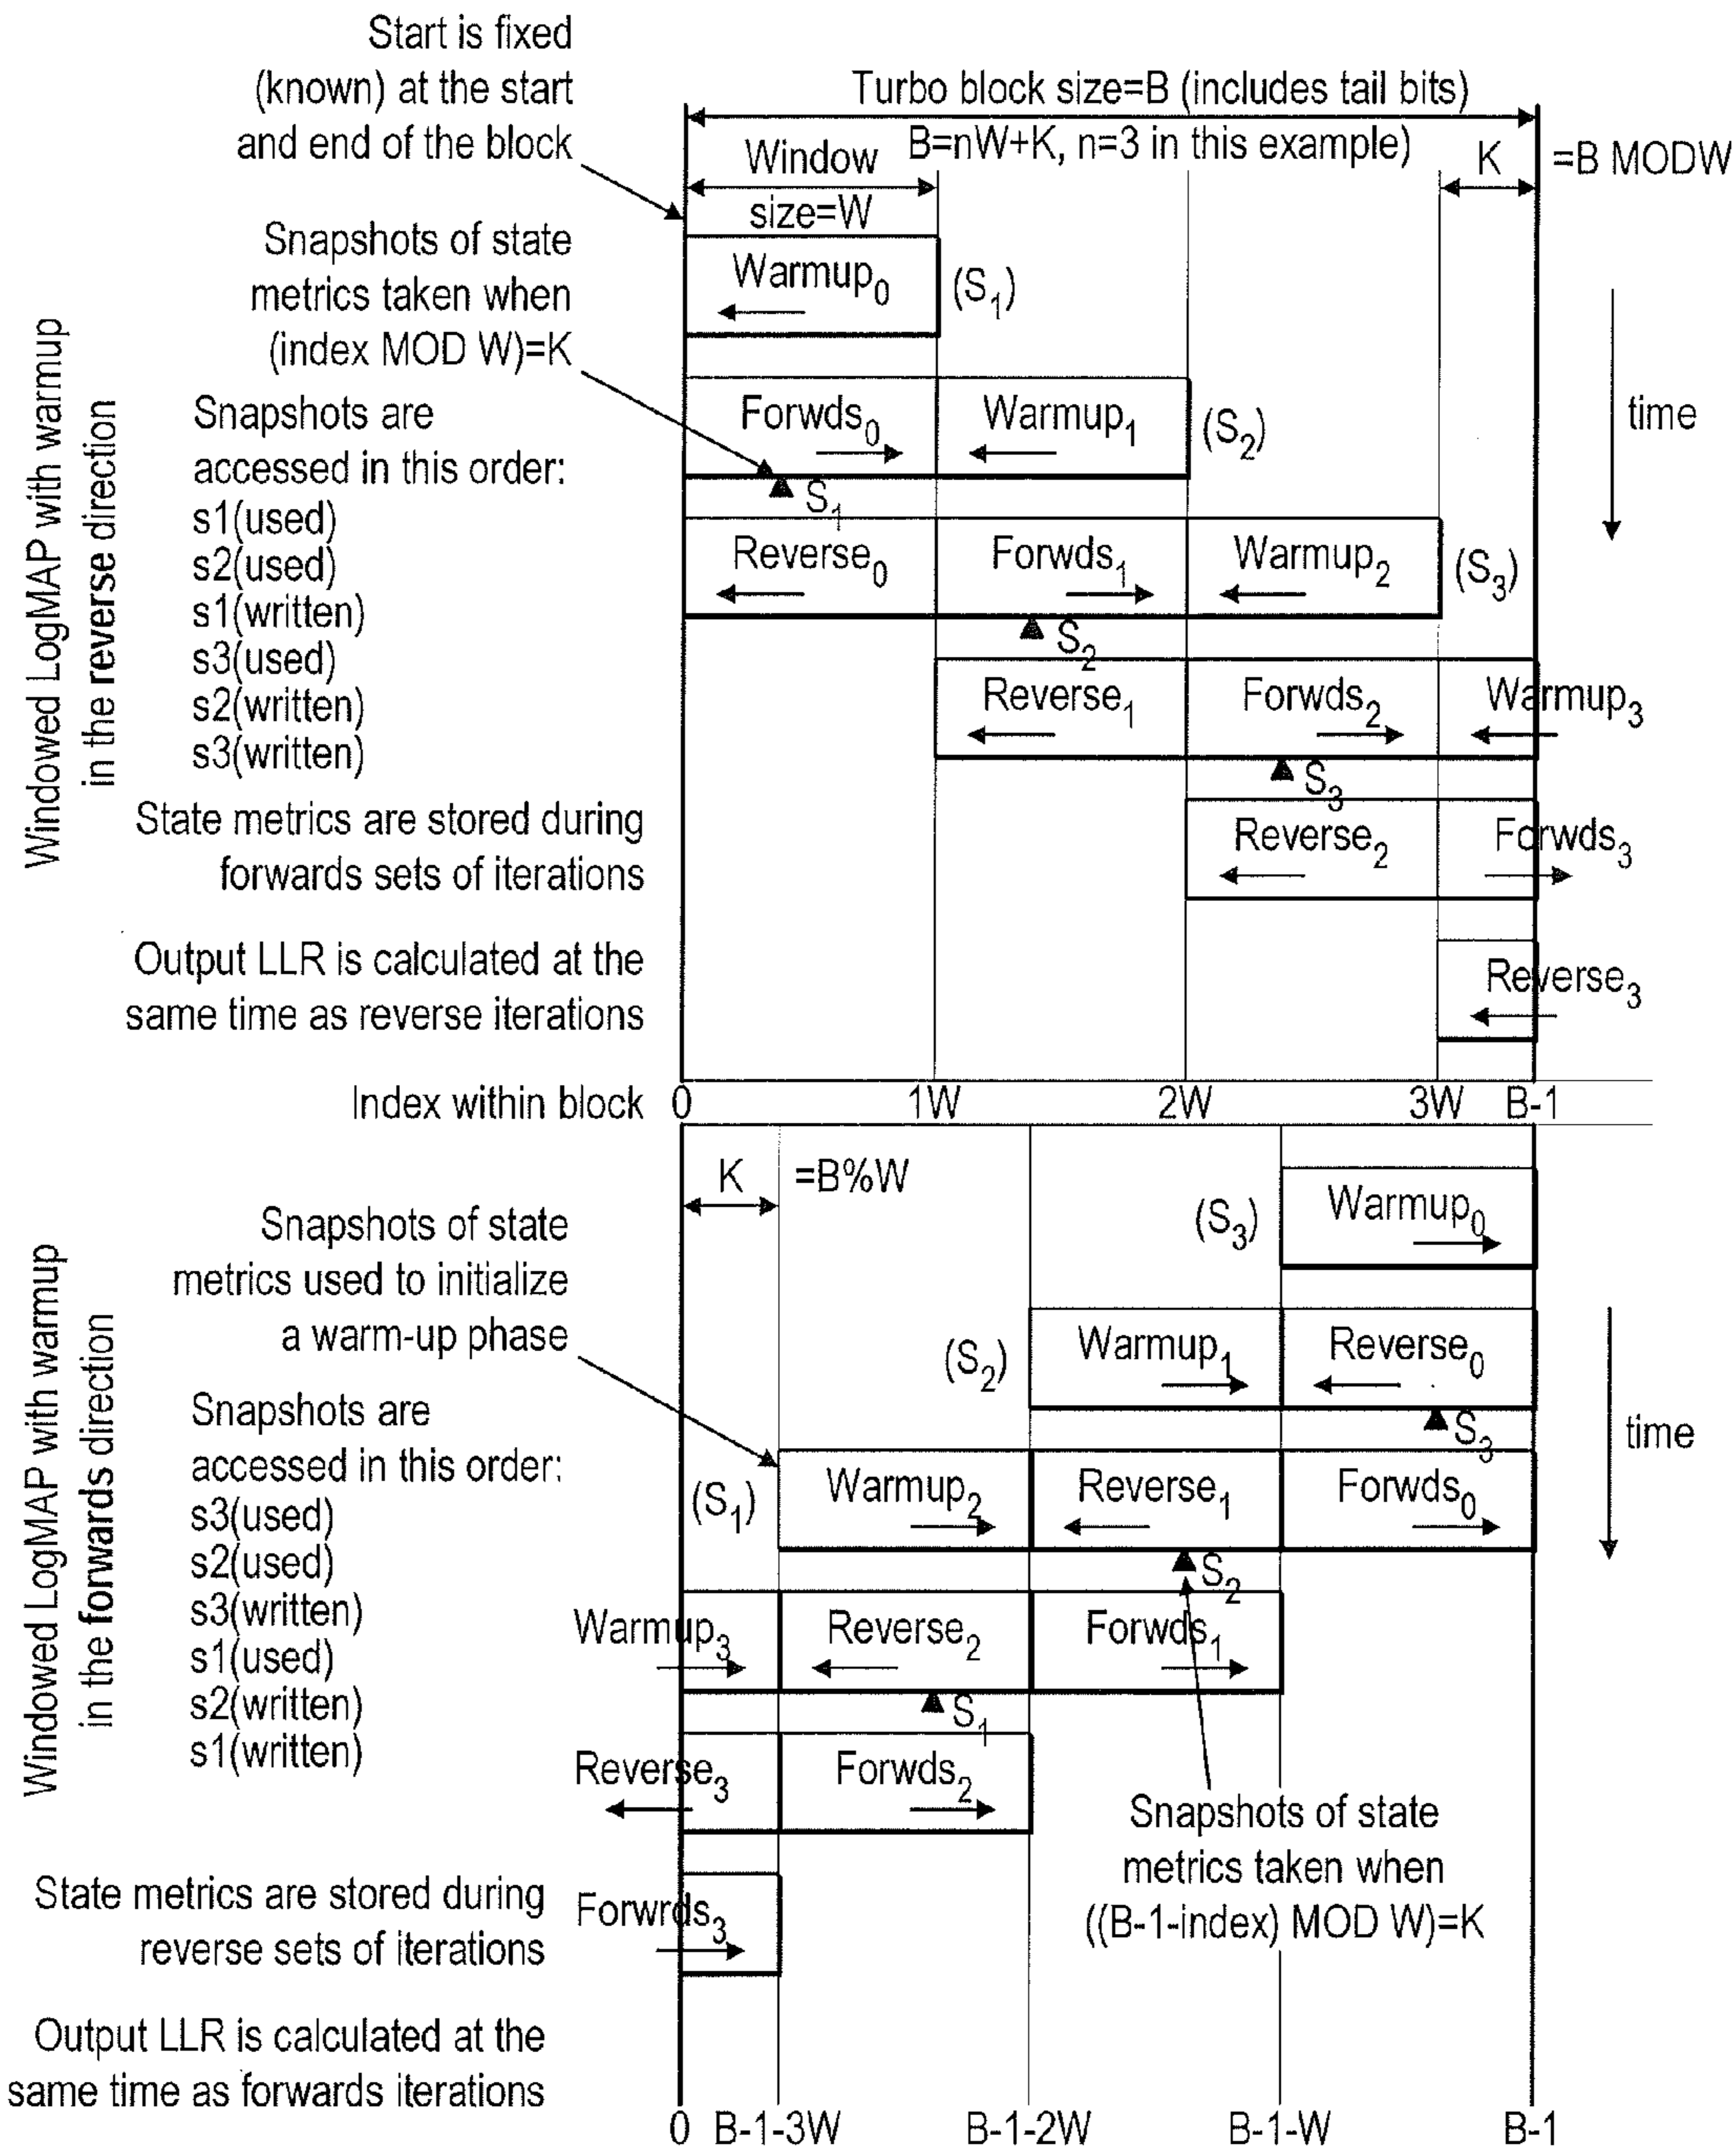 Start is fixed
(known) at the start
and end of the block
Turbo block size=B (includes tail bits)
B=nW+K, n=3 in this example)
Window
size=W
K =B MODW
Snapshots of state
metrics taken when
(index MOD W)=K
Warmup0 (S1)
Windowed LogMAP with warmup
in the reverse direction
Snapshots are
accessed in this order:
s1(used)
s2(used)
s1(written)
s3(used)
s2(written)
s3(written)
Forwds0 Warmup1 (S2)
time
S1
Reverse0 Forwds1 Warmup2 (S3)
S2
Reverse1 Forwds2 Warmup3
S3
State metrics are stored during
forwards sets of iterations
Reverse2 Forwds3
Output LLR is calculated at the
same time as reverse iterations
Reverse3
Index within block 0 1W 2W 3W B-1
K =B%W
Snapshots of state
metrics used to initialize
a warm-up phase
(S3) Warmup0
Windowed LogMAP with warmup
in the forwards direction
Snapshots are
accessed in this order:
s3(used)
s2(used)
s3(written)
s1(used)
s2(written)
s1(written)
(S2) Warmup1 Reverse0
S3
time
(S1) Warmup2 Reverse1 Forwds0
S2
Warmup3 Reverse2 Forwds1
S1
Reverse3 Forwds2
Snapshots of state
metrics taken when
((B-1-index) MOD W)=K
State metrics are stored during
reverse sets of iterations
Forwrds3
Output LLR is calculated at the
same time as forwards iterations
0 B-1-3W B-1-2W B-1-W B-1